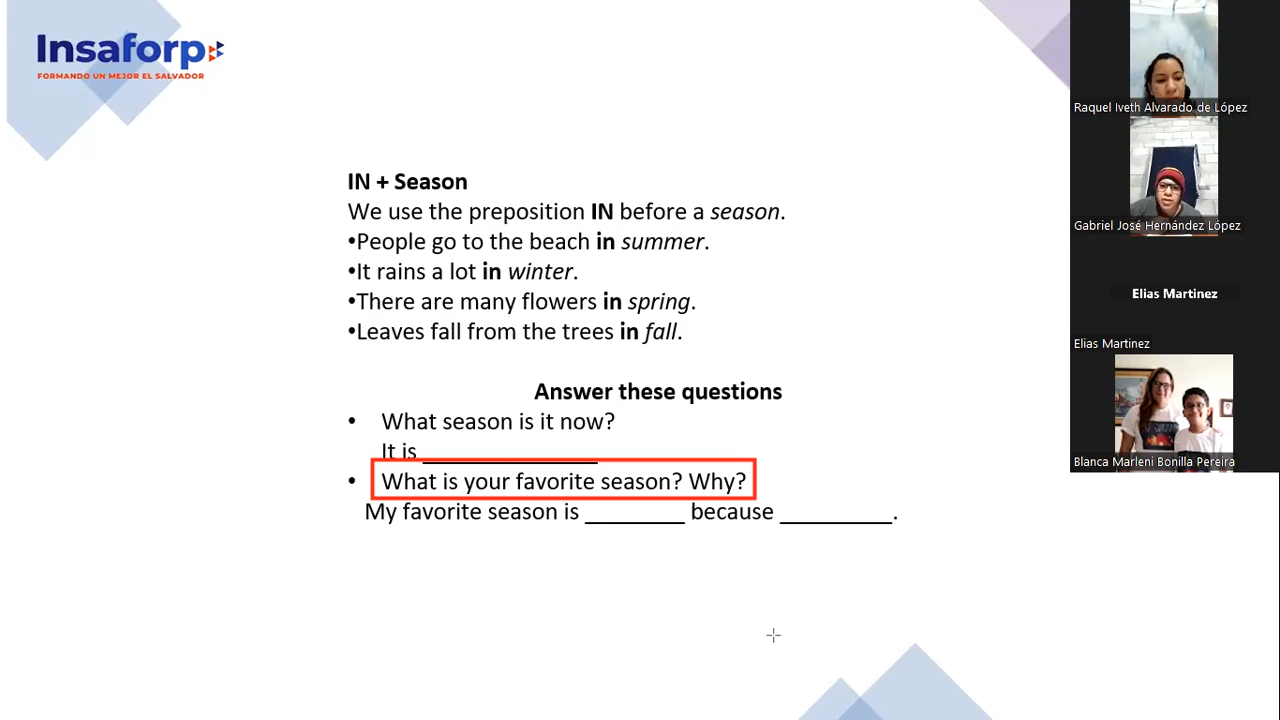 Insaforp
FORMANDO UN MEJOR EL SALVADOR
IN + Season
We use the preposition IN before a season.
•People go to the beach in summer.
•It rains a lot in winter.
•There are many flowers in spring.
•Leaves fall from the trees in fall.
Answer these questions
• What season is it now?
It is _______________
• What is your favorite season? Why?
My favorite season is ________ because _________.
Raquel Iveth Alvarado de López
Gabriel José Hernández López
Elias Martinez
Elias Martinez
Blanca Marleni Bonilla Pereira